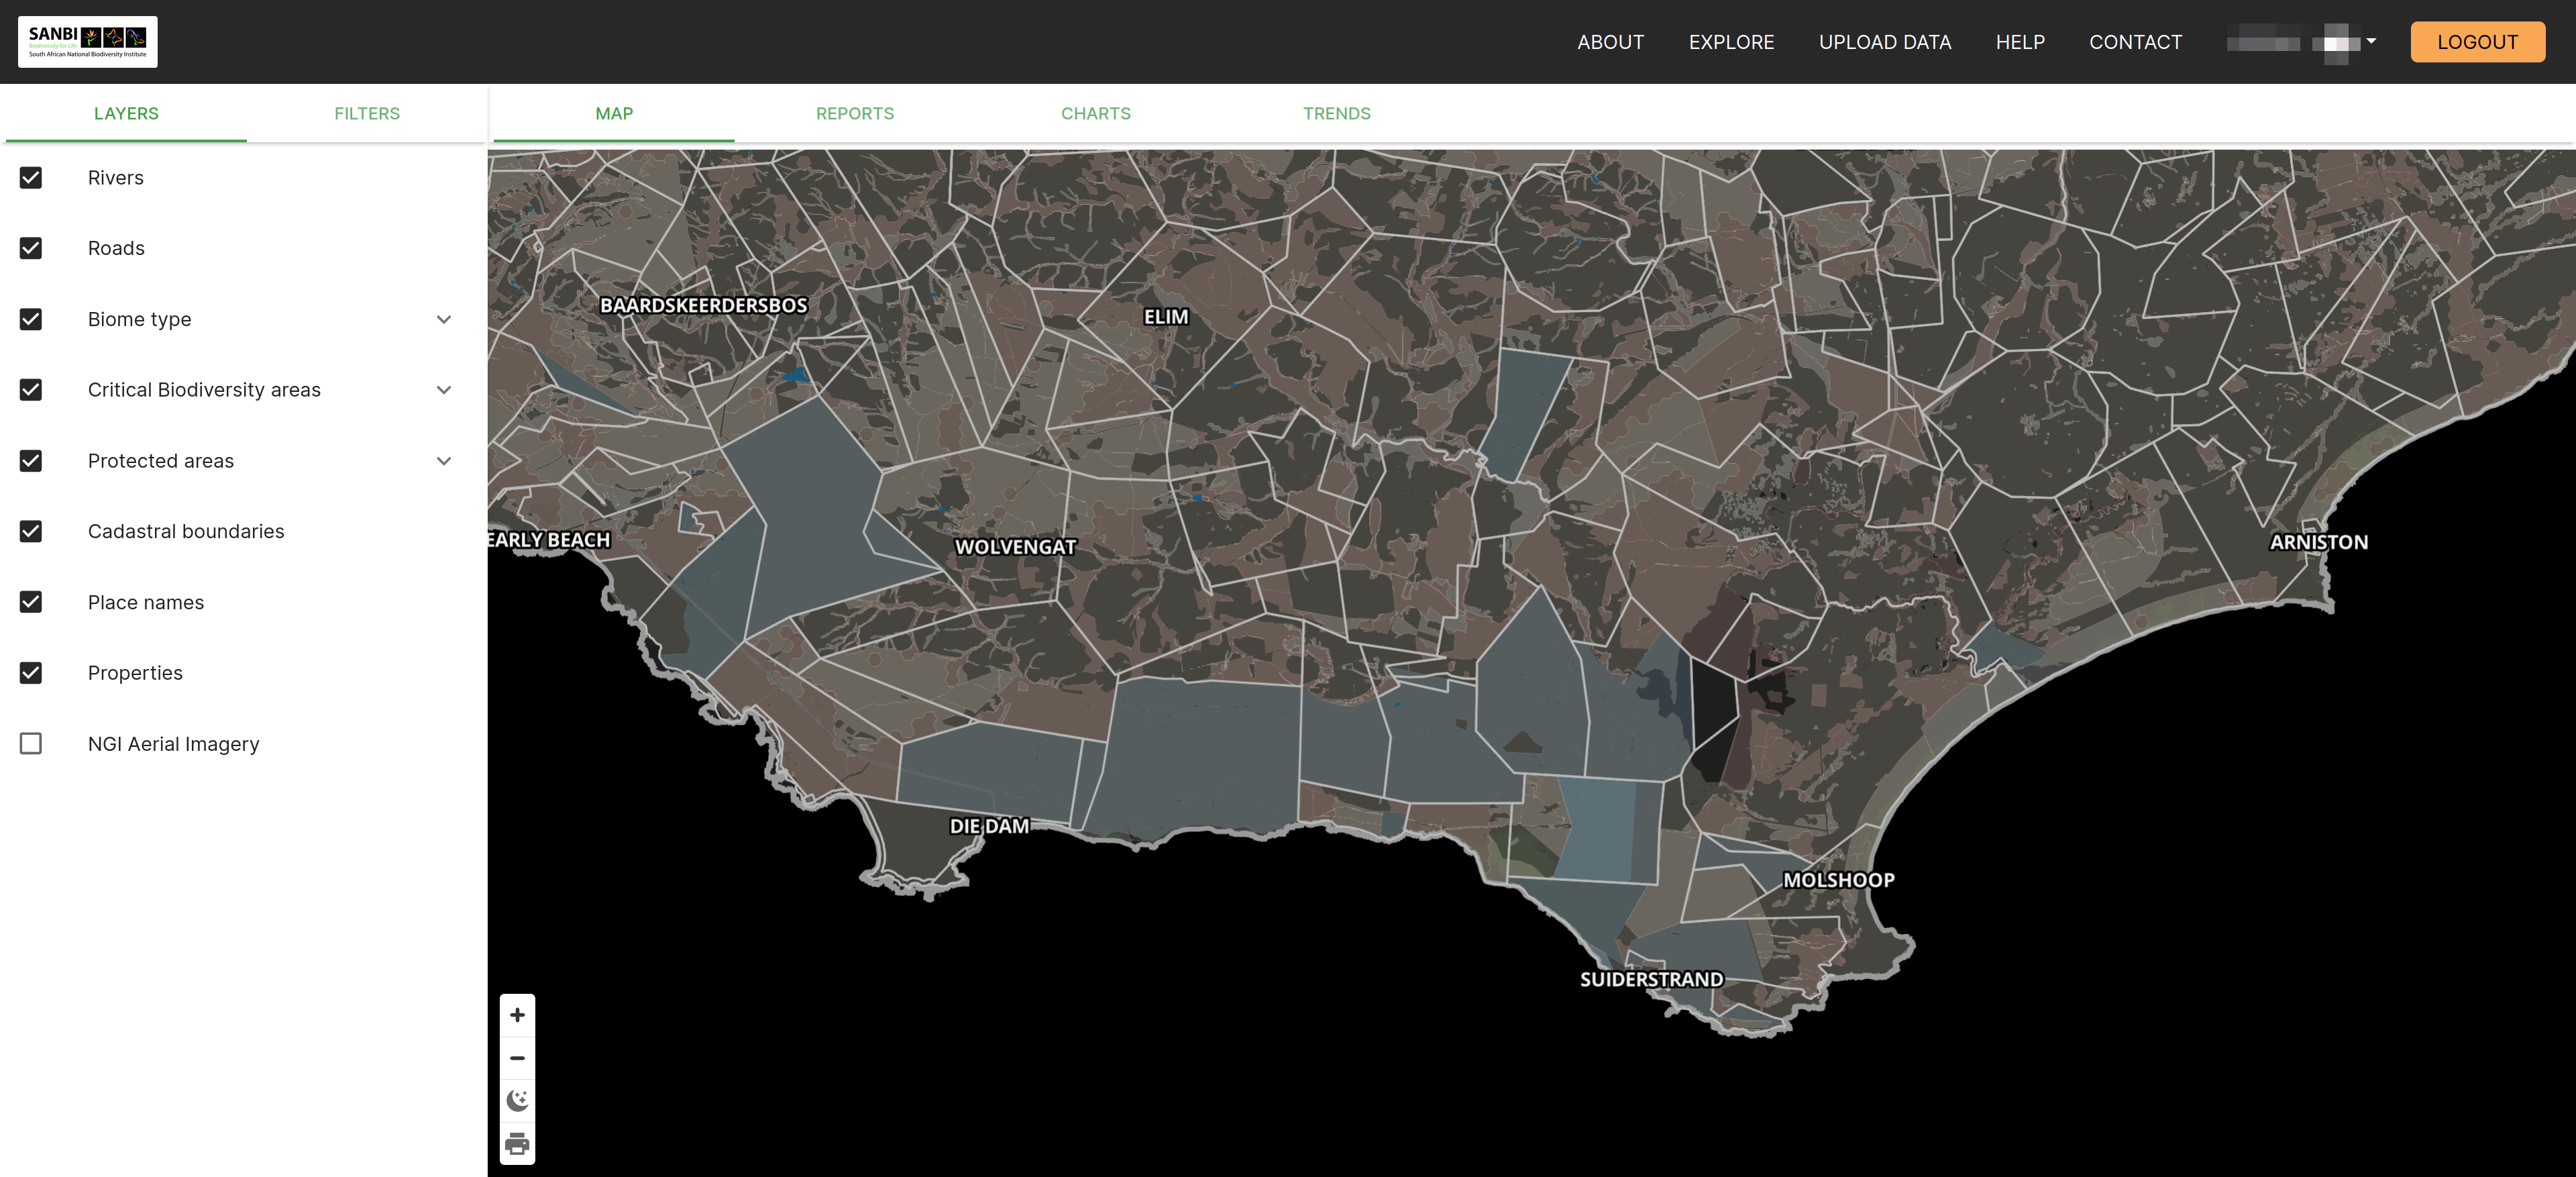 SANBI
Biodiversity for Life
South African National Biodiversity Institute
ABOUT
EXPLORE
UPLOAD DATA
HELP
CONTACT
LOGOUT
LAYERS
FILTERS
MAP
REPORTS
CHARTS
TRENDS
Rivers
Roads
Biome type
Critical Biodiversity areas
Protected areas
Cadastral boundaries
Place names
Properties
NGI Aerial Imagery
BAARDSKEERDERSBOS
ELIM
EARLY BEACH
WOLVENGAT
ARNISTON
DIE DAM
MOLSHOOP
SUIDERSTRAND